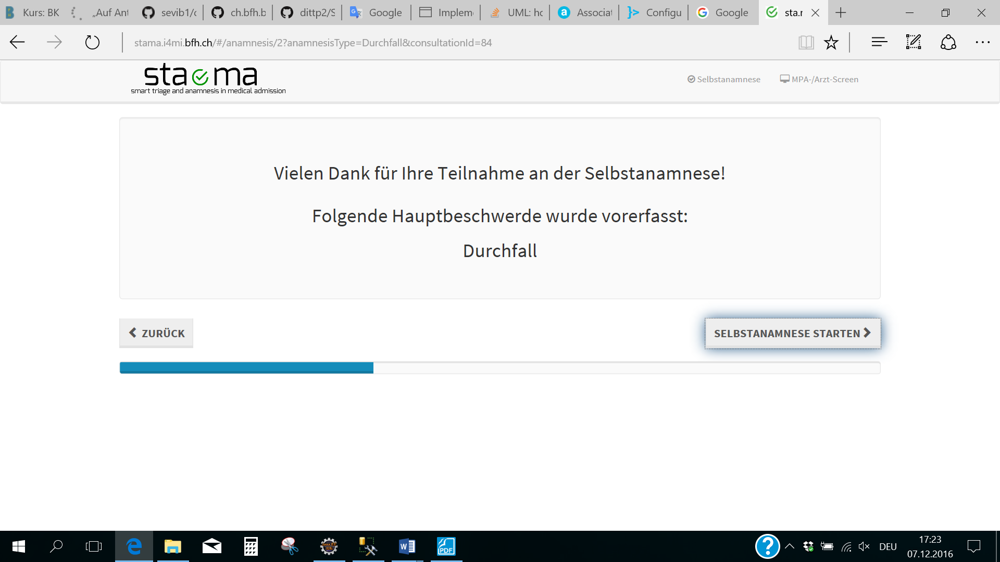 Kurs: BK
„Auf Ant
sevib1/c
ch.bfh.b
dittp2/S
Google
Implem
UML: ho
Associat
Configu
Google
sta.r
stama.i4mi.bfh.ch/#/anamnesis/2?anamnesisType=Durchfall&consultationId=84
sta ma
smart triage and anamnesis in medical admission
Selbstanamnese
MPA-/Arzt-Screen
Vielen Dank für Ihre Teilnahme an der Selbstanamnese!
Folgende Hauptbeschwerde wurde vorerfasst:
Durchfall
ZURÜCK
SELBSTANAMNESE STARTEN
DEU
17:23
07.12.2016